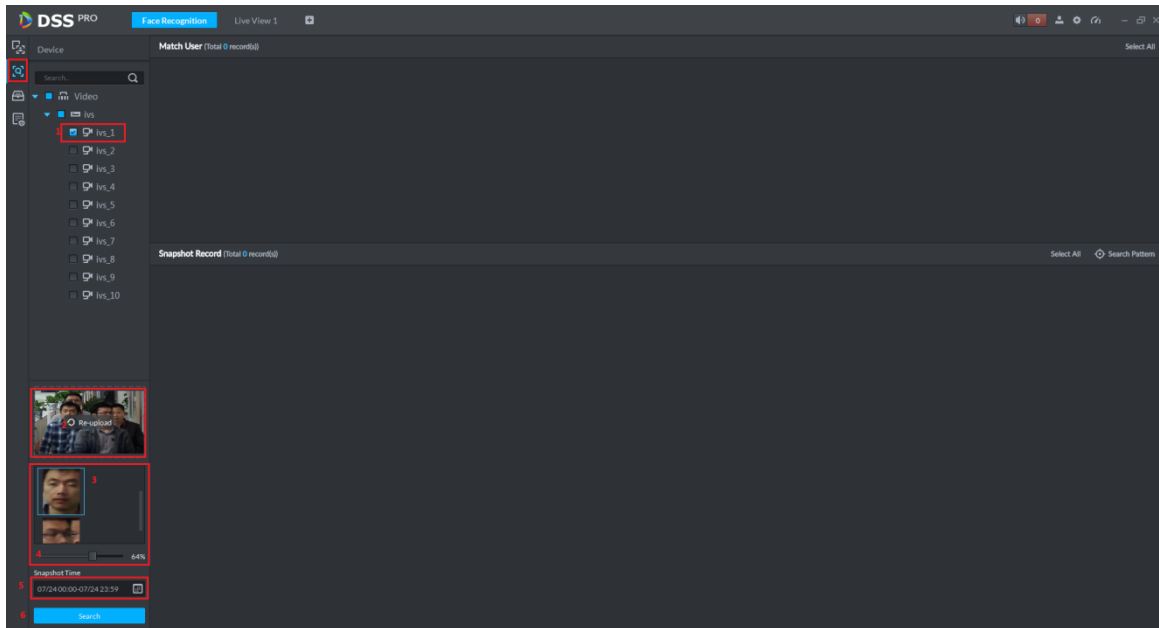 DSS PRO
Face Recognition
Live View 1
0
Device
Match User (Total 0 record(s))
Select All
Search..
Video
ivs
1
ivs_1
ivs_2
ivs_3
ivs_4
ivs_5
ivs_6
ivs_7
ivs_8
ivs_9
ivs_10
Snapshot Record (Total 0 record(s))
Select All
Search Pattern
2
Re-upload
3
4
64%
Snapshot Time
5
07/24 00:00-07/24 23:59
6
Search